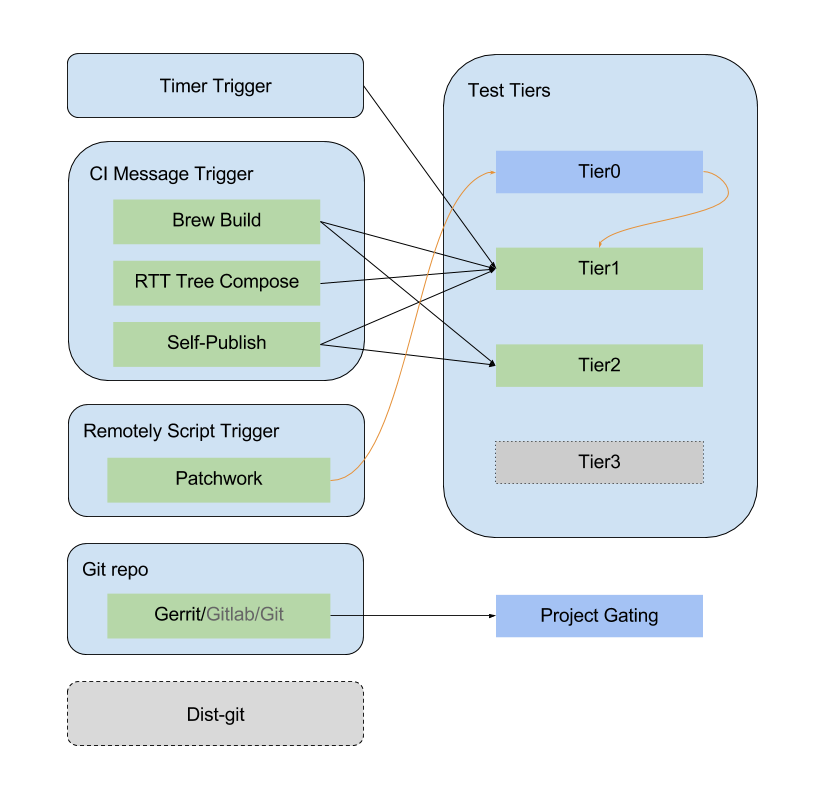 Timer Trigger
CI Message Trigger
Brew Build
RTT Tree Compose
Self-Publish
Remotely Script Trigger
Patchwork
Git repo
Gerrit/Gitlab/Git
Dist-git
Test Tiers
Tier0
Tier1
Tier2
Tier3
Project Gating